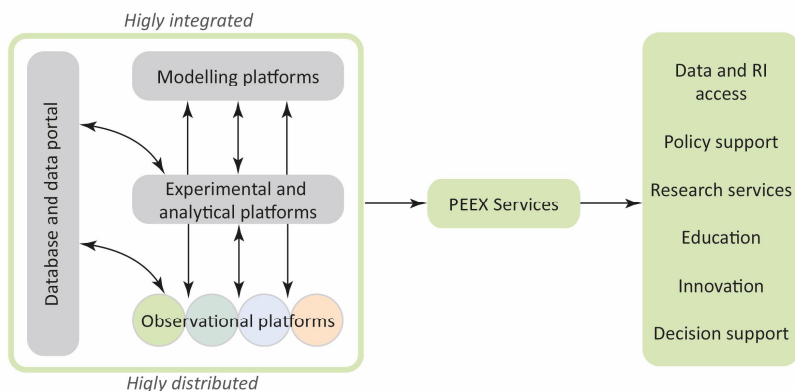 Higly integrated
Database and data portal
Modelling platforms
Experimental and
analytical platforms
Observational platforms
Higly distributed
PEEX Services
Data and RI
access
Policy support
Research services
Education
Innovation
Decision support